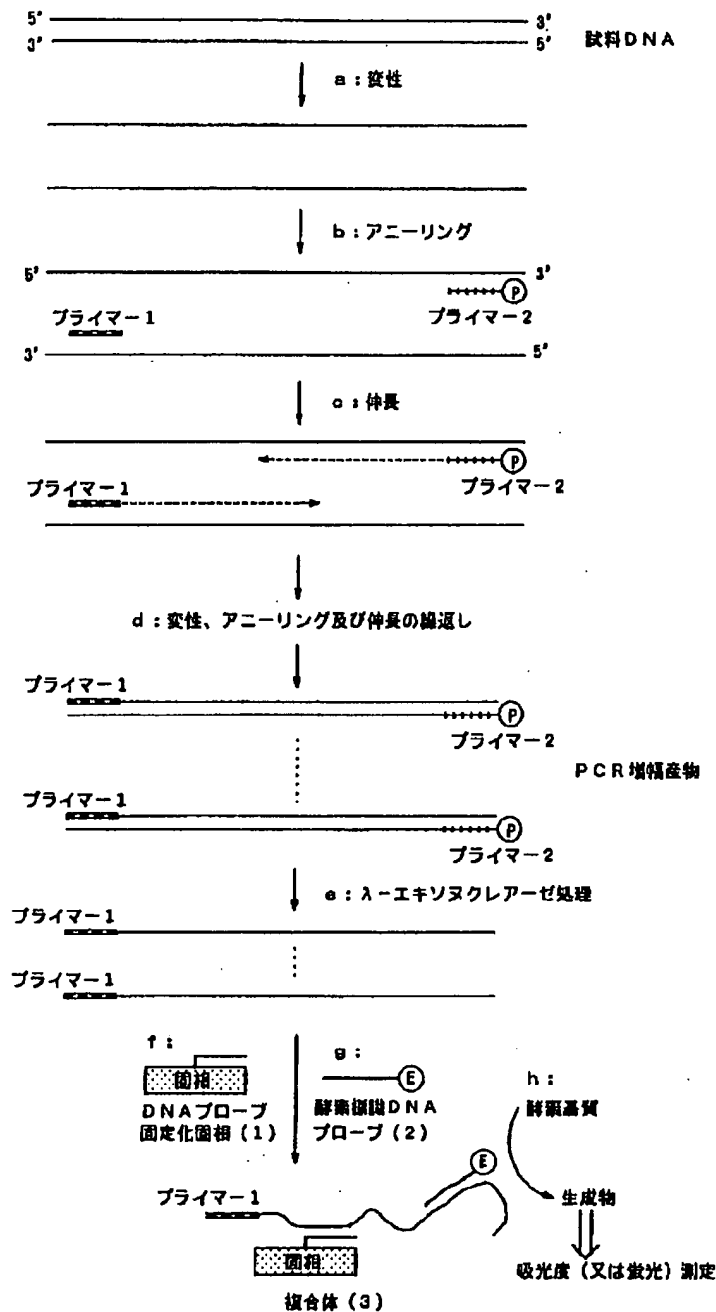 5' 3'
3' 5' 試料DNA
a：変性
b：アニーリング
5' 3'
P
プライマー1 プライマー2
3' 5'
c：伸長
P
プライマー1 プライマー2
d：変性、アニーリング及び伸長の繰返し
プライマー1
P
プライマー2
PCR増幅産物
プライマー1
P
プライマー2
e：λ-エキソヌクレアーゼ処理
プライマー1
プライマー1
f： g： h：
固相 E 酵素基質
DNAプローブ 酵素標識DNA
固定化固相（1） プローブ（2）
E
プライマー1 生成物
固相
吸光度（又は蛍光）測定
複合体（3）